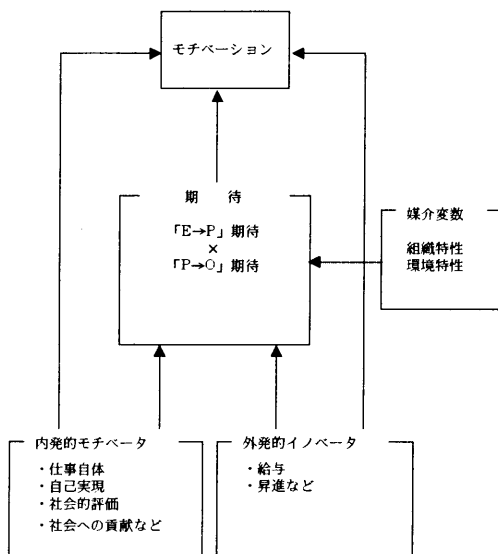 モチベーション
期　待
「E→P」期待
×
「P→O」期待
媒介変数
組織特性
環境特性
内発的モチベータ
・仕事自体
・自己実現
・社会的評価
・社会への貢献など
外発的イノベータ
・給与
・昇進など